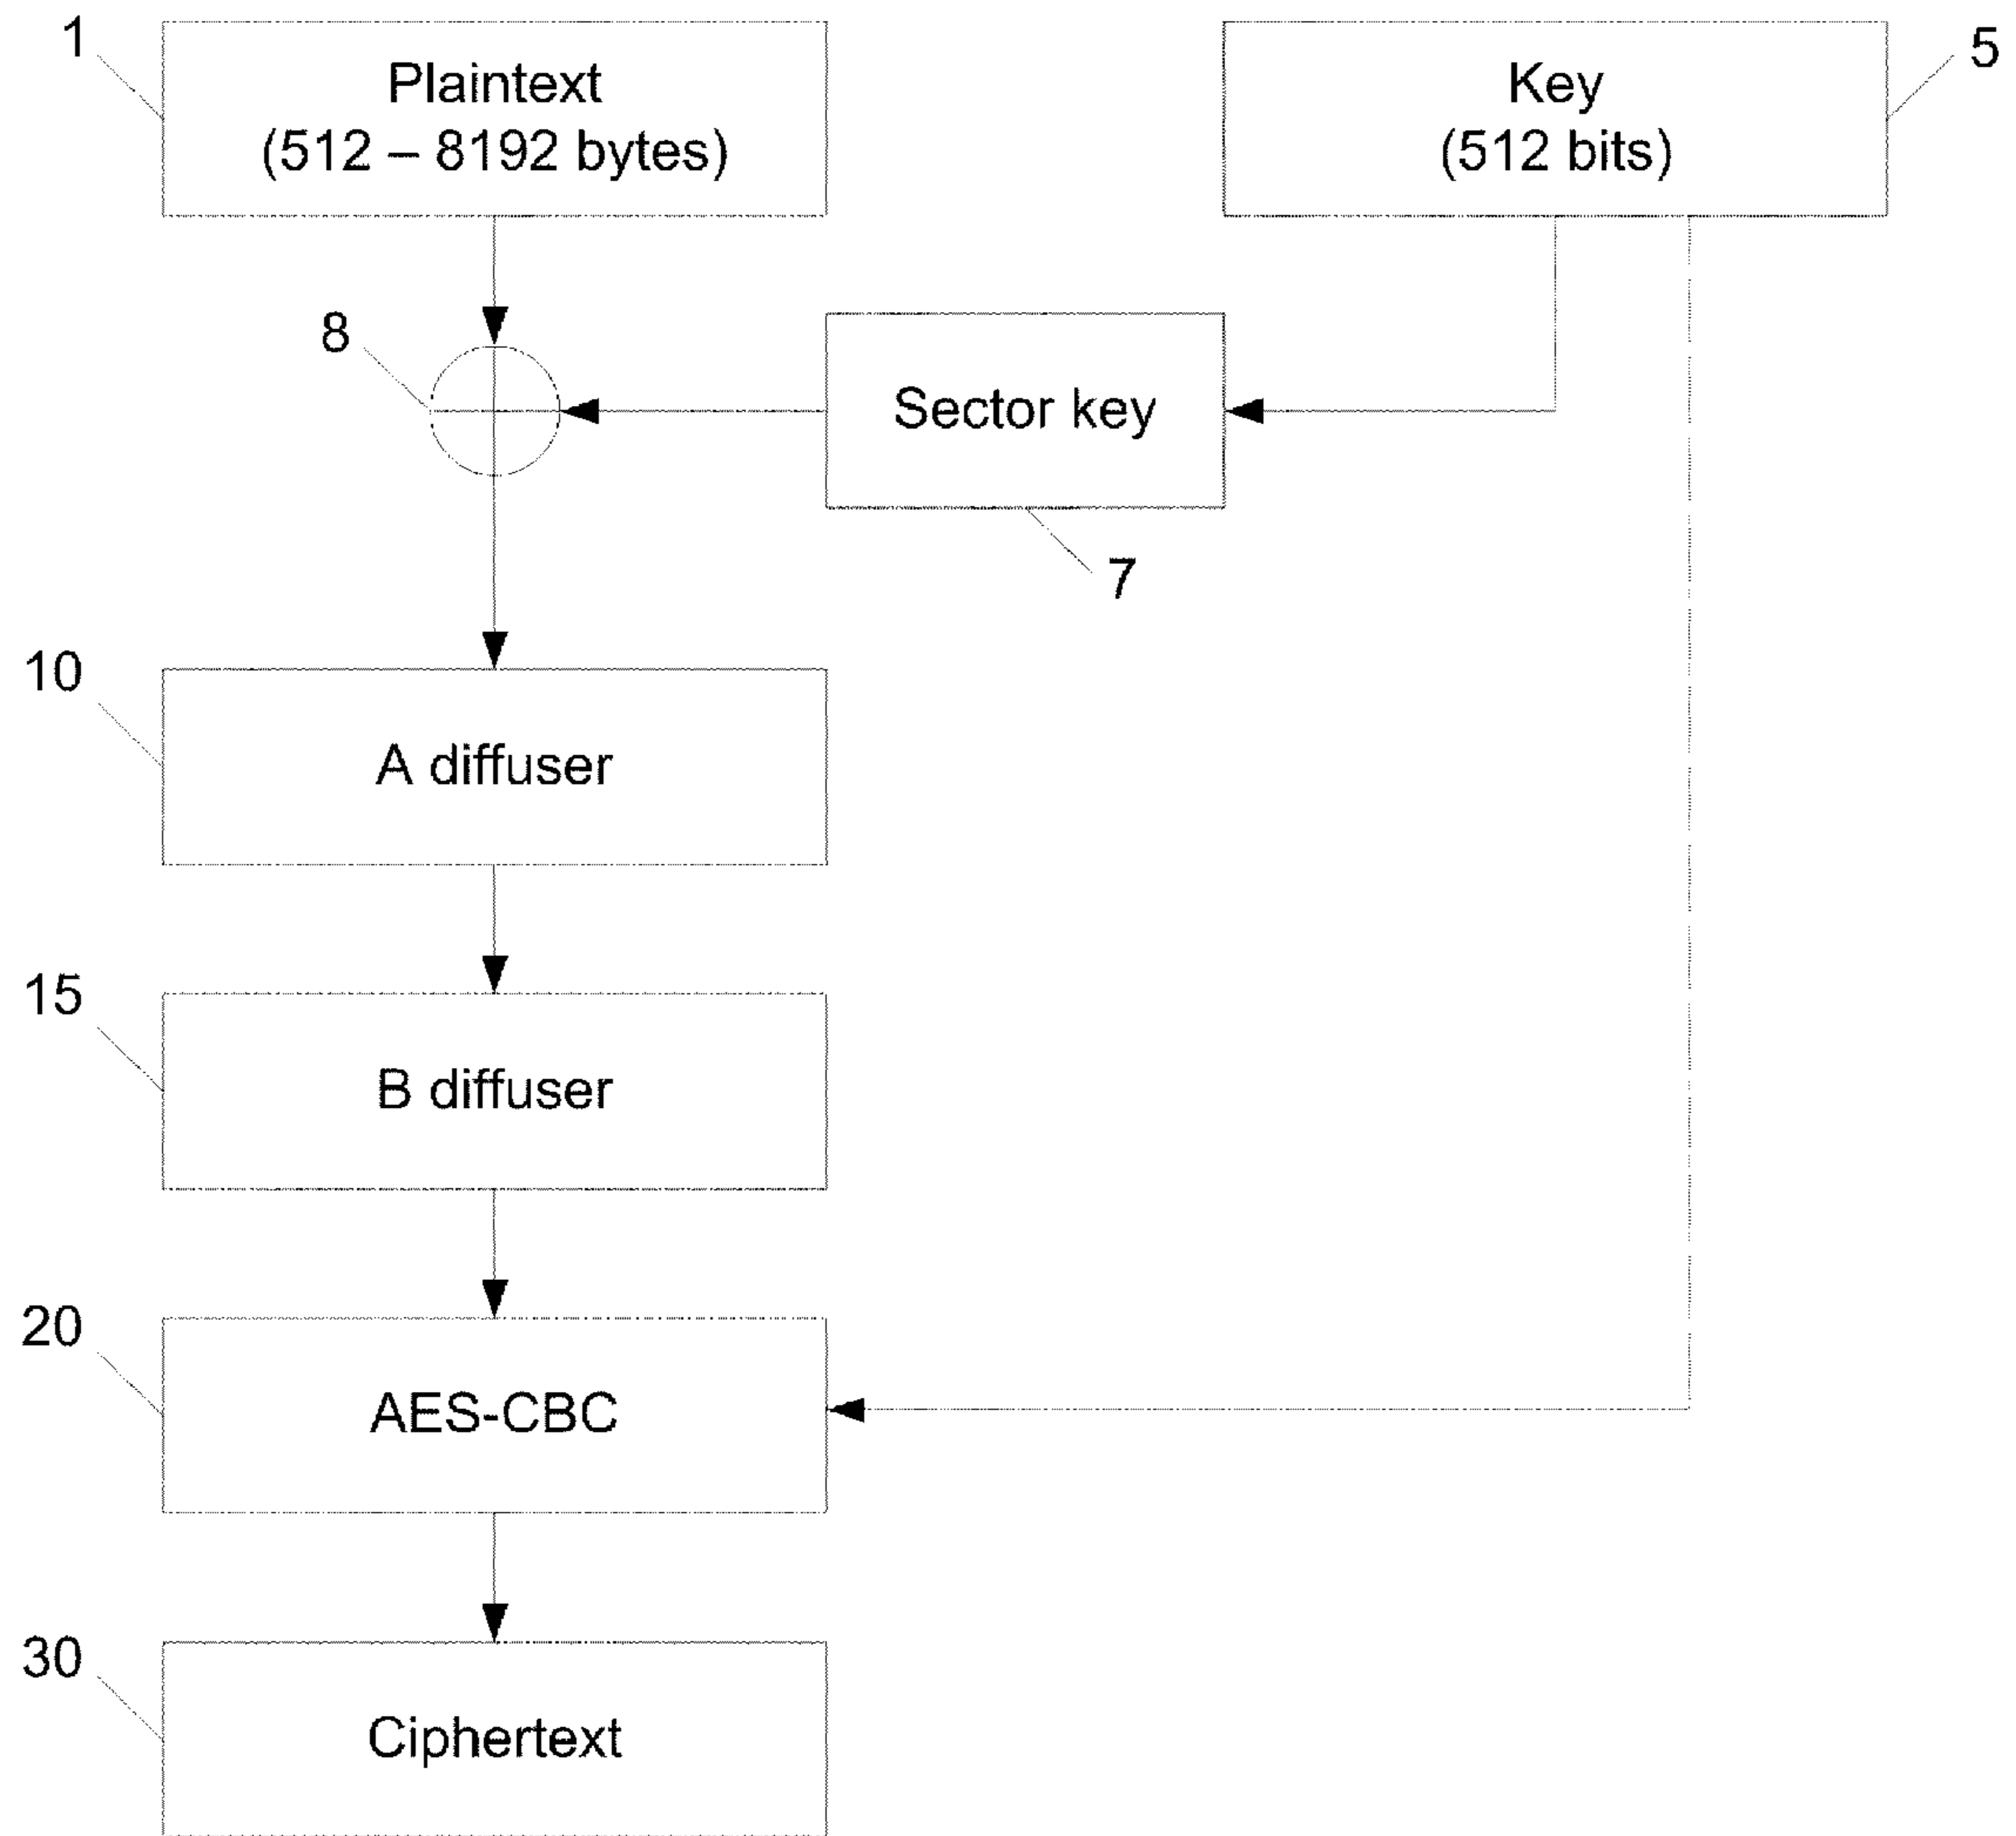 1
Plaintext
(512 – 8192 bytes)
Key
(512 bits)
5
8
Sector key
7
10
A diffuser
15
B diffuser
20
AES-CBC
30
Ciphertext